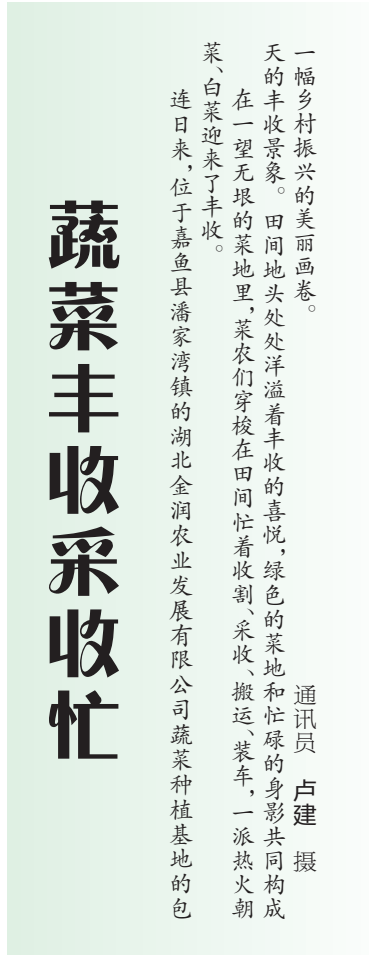 蔬菜丰收采收忙
连日来，位于嘉鱼县潘家湾镇的湖北金润农业发展有限公司蔬菜种植基地的包
菜、白菜迎来了丰收。
在一望无垠的菜地里，菜农们穿梭在田间忙着收割、采收、搬运、装车，一派热火朝
天的丰收景象。田间地头处处洋溢着丰收的喜悦，绿色的菜地和忙碌的身影共同构成
一幅乡村振兴的美丽画卷。
通讯员 卢建 摄